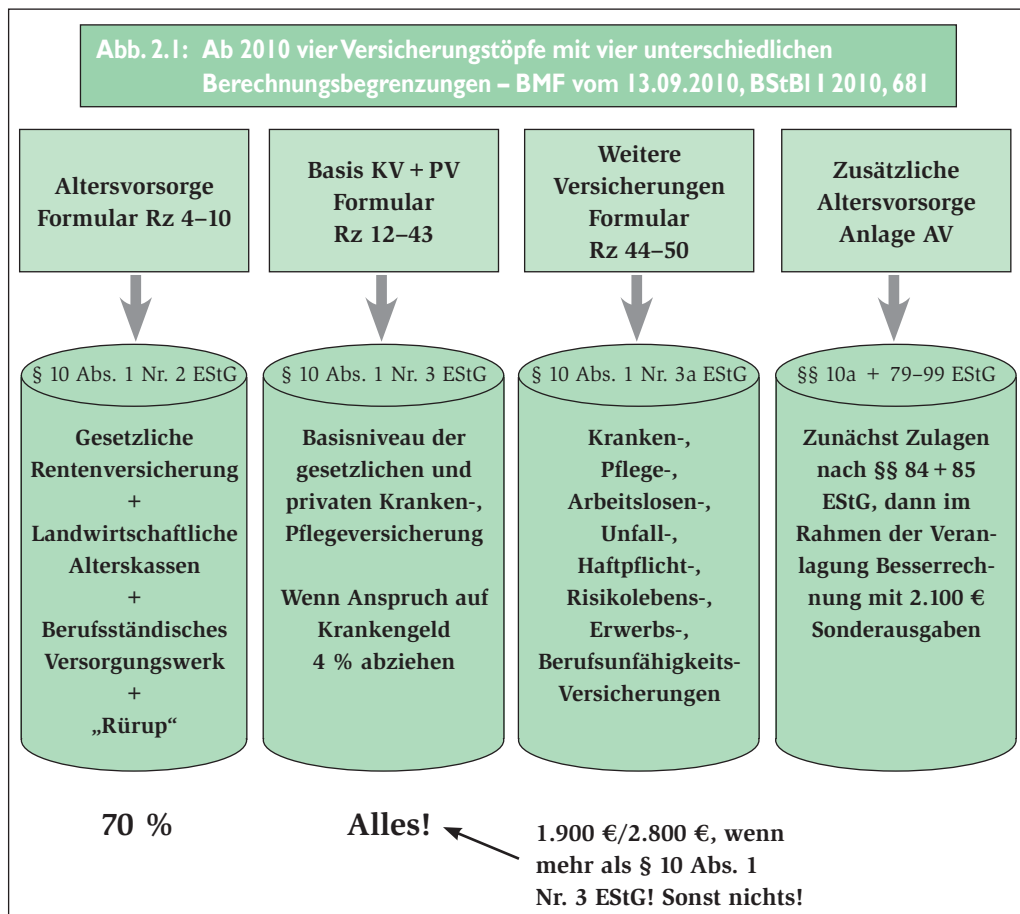 Abb. 2.1: Ab 2010 vier Versicherungstöpfe mit vier unterschiedlichen
Berechnungsbegrenzungen – BMF vom 13.09.2010, BStBl I 2010, 681
Altersvorsorge
Formular Rz 4–10
Basis KV + PV
Formular
Rz 12–43
Weitere
Versicherungen
Formular
Rz 44–50
Zusätzliche
Altersvorsorge
Anlage AV
§ 10 Abs. 1 Nr. 2 EStG
Gesetzliche
Rentenversicherung
+
Landwirtschaftliche
Alterskassen
+
Berufsständisches
Versorgungswerk
+
„Rürup“
70 %
§ 10 Abs. 1 Nr. 3 EStG
Basisniveau der
gesetzlichen und
privaten Kranken-,
Pflegeversicherung
Wenn Anspruch auf
Krankengeld
4 % abziehen
Alles!
§ 10 Abs. 1 Nr. 3a EStG
Kranken-,
Pflege-,
Arbeitslosen-,
Unfall-,
Haftpflicht-,
Risikolebens-,
Erwerbs-,
Berufsunfähigkeits-
Versicherungen
1.900 €/2.800 €, wenn
mehr als § 10 Abs. 1
Nr. 3 EStG! Sonst nichts!
§§ 10a + 79–99 EStG
Zunächst Zulagen
nach §§ 84 + 85
EStG, dann im
Rahmen der Veran-
lagung Besserrech-
nung mit 2.100 €
Sonderausgaben